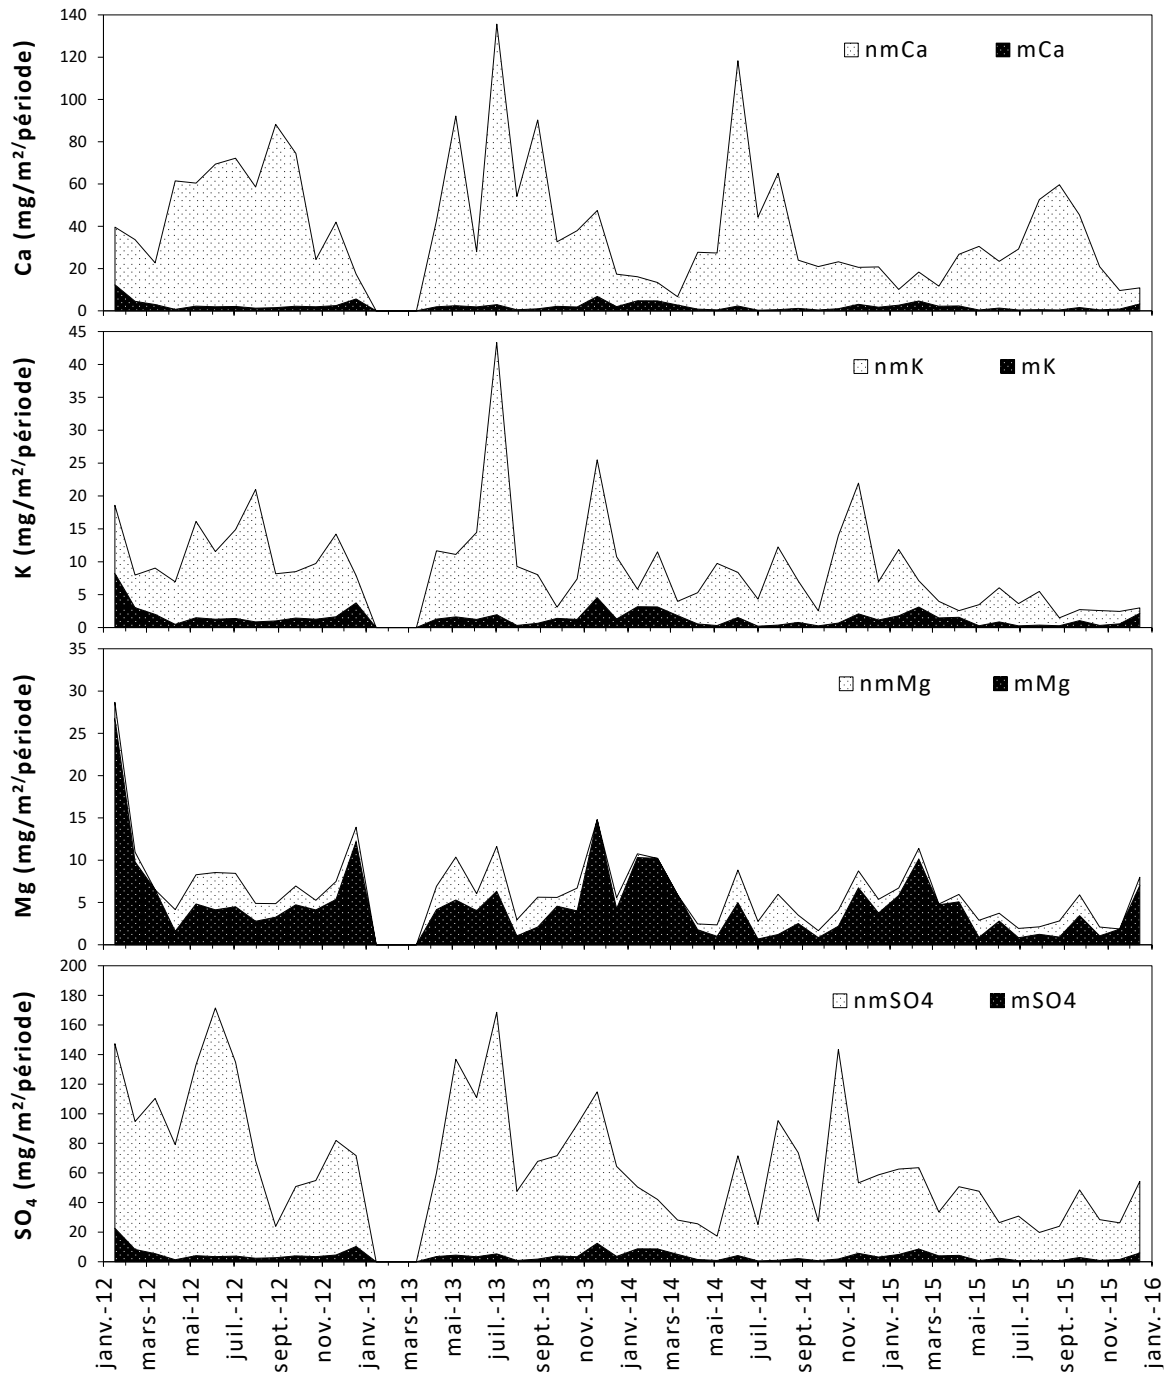 140
120
100
80
60
40
20
0
Ca (mg/m²/période)
nmCa mCa
45
40
35
30
25
20
15
10
5
0
K (mg/m²/période)
nmK mK
35
30
25
20
15
10
5
0
Mg (mg/m²/période)
nmMg mMg
200
180
160
140
120
100
80
60
40
20
0
SO₄ (mg/m²/période)
nmSO4 mSO4
janv.-12
mars-12
mai-12
juil.-12
sept.-12
nov.-12
janv.-13
mars-13
mai-13
juil.-13
sept.-13
nov.-13
janv.-14
mars-14
mai-14
juil.-14
sept.-14
nov.-14
janv.-15
mars-15
mai-15
juil.-15
sept.-15
nov.-15
janv.-16